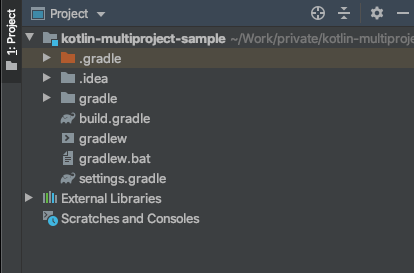 1: Project
Project
kotlin-multiproject-sample ~/Work/private/kotlin-multiproje
.gradle
.idea
gradle
build.gradle
gradlew
gradlew.bat
settings.gradle
External Libraries
Scratches and Consoles